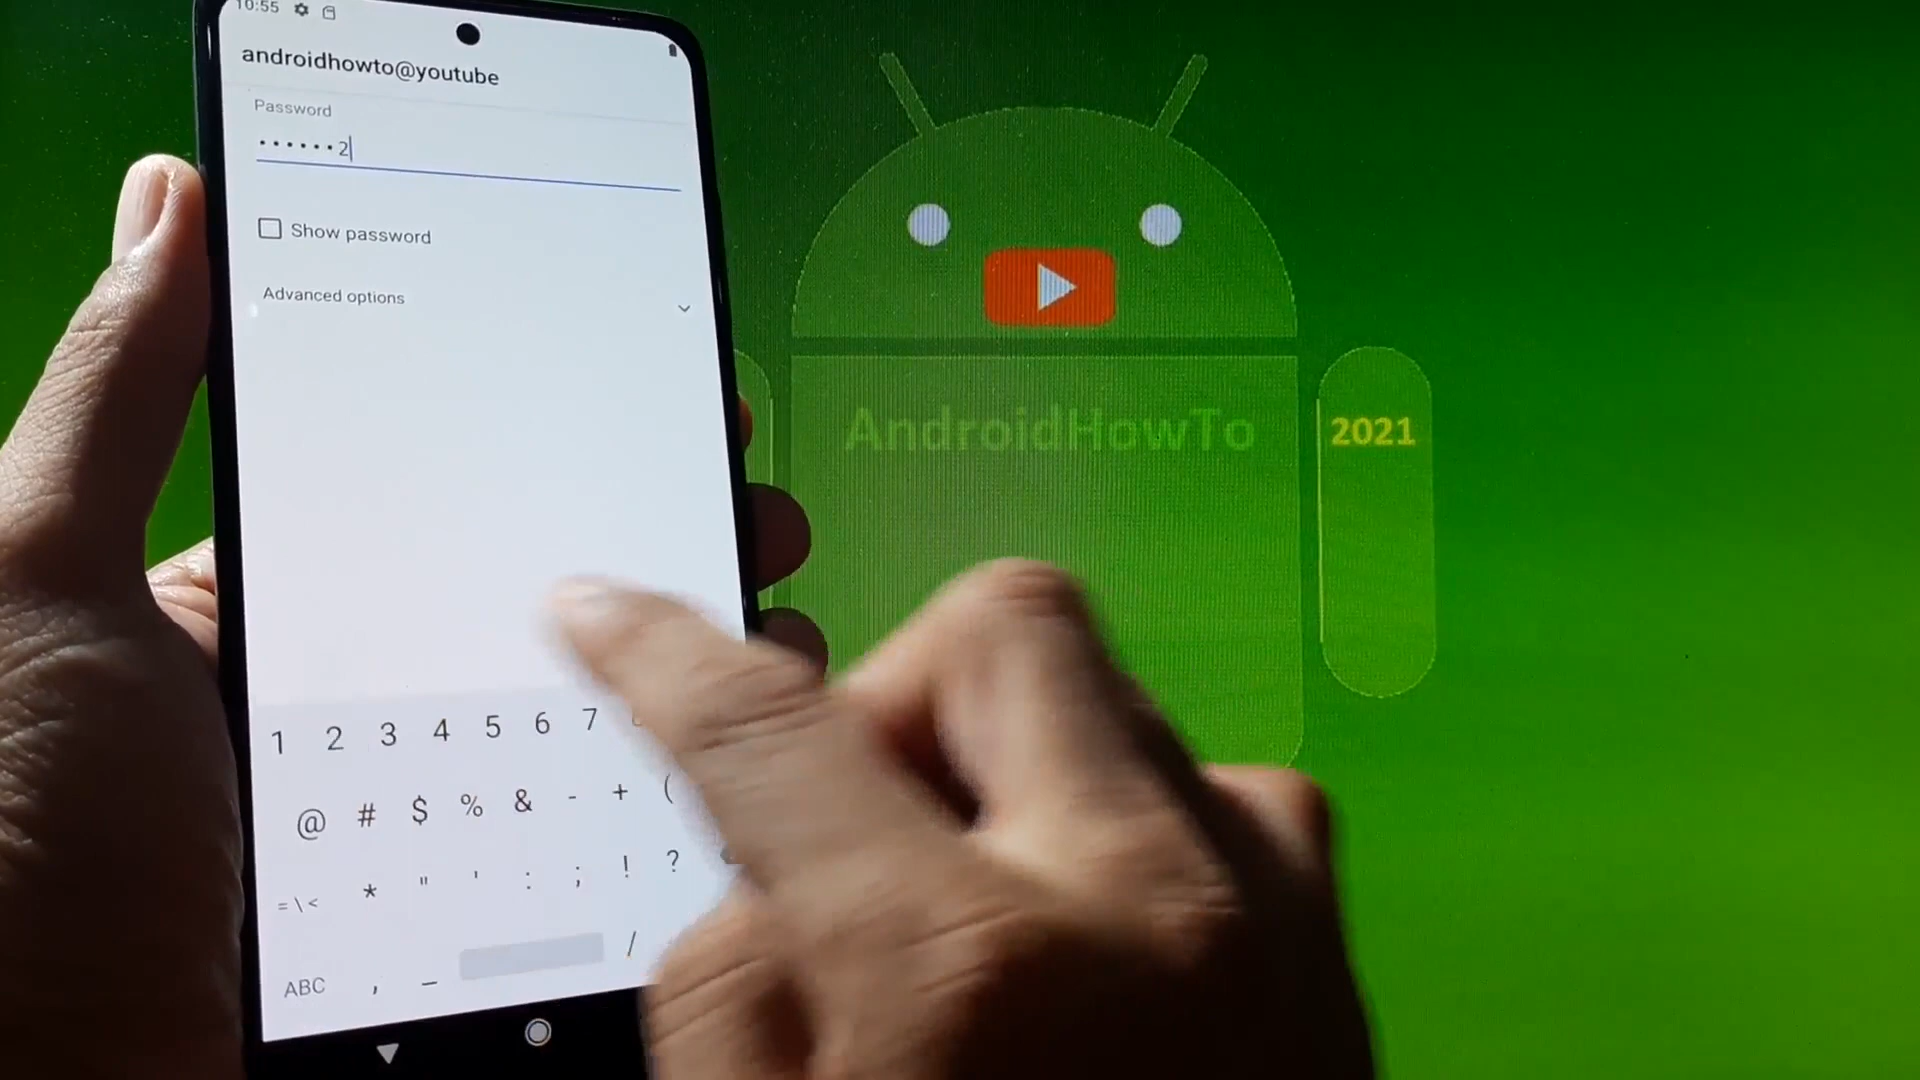 10:55
androidhowto@youtube
Password
••••••2
Show password
Advanced options
AndroidHowTo
2021
1 2 3 4 5 6 7
@ # $ % & - + (
=\< * " ' : ; ! ?
ABC , _ /